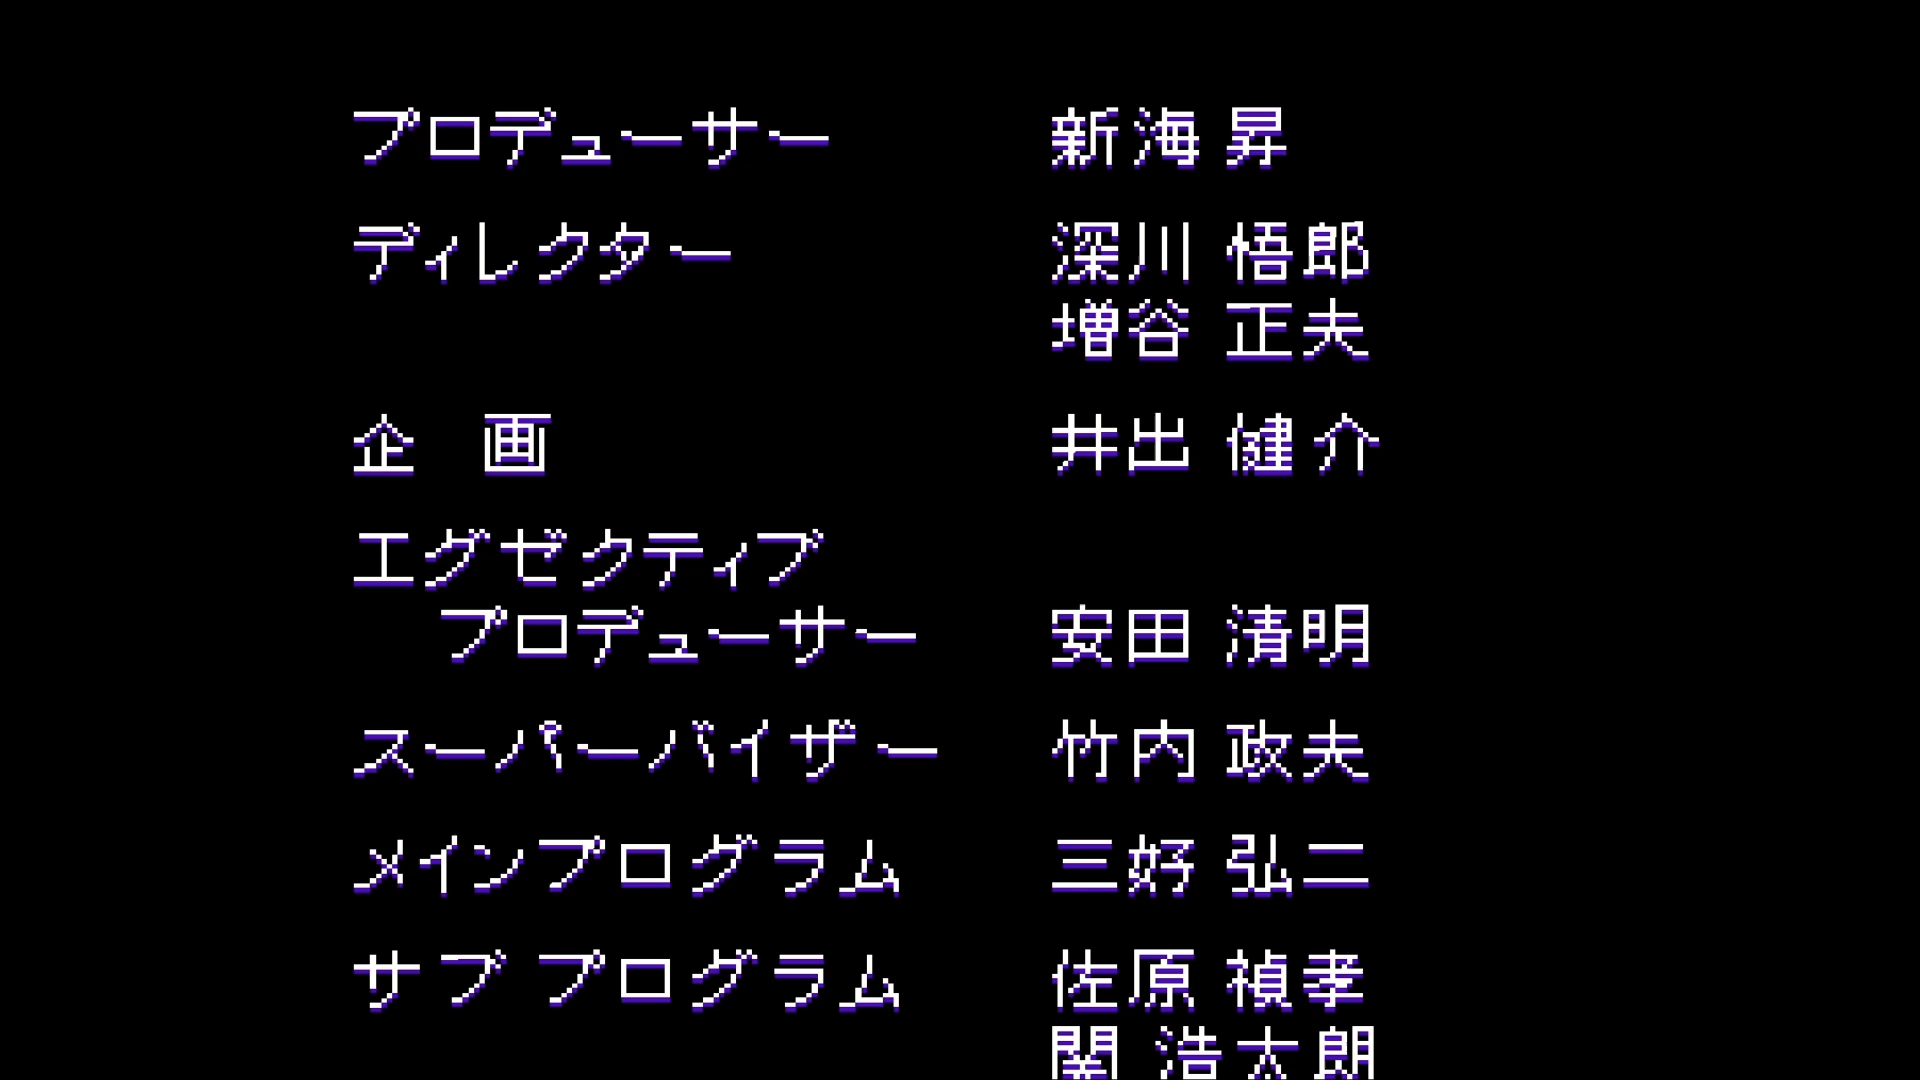 プロデューサー 新海 昇
ディレクター 深川 悟郎
増谷 正夫
企 画 井出 健介
エグゼクティブ
プロデューサー 安田 清明
スーパーバイザー 竹内 政夫
メインプログラム 三好 弘二
サブプログラム 佐原 禎孝
関 浩太朗